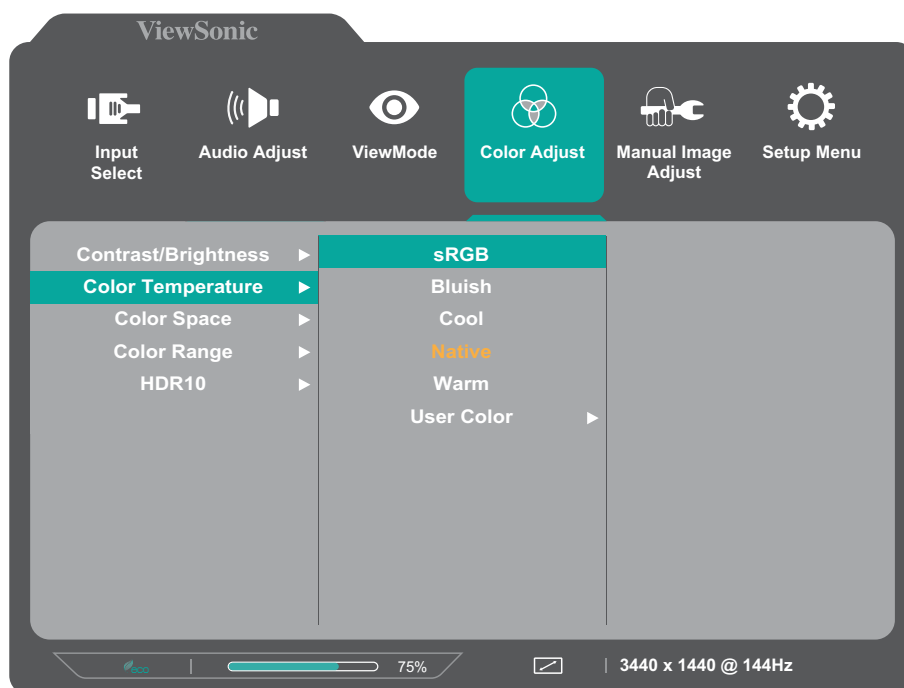 ViewSonic
Input
Select
Audio Adjust
ViewMode
Color Adjust
Manual Image
Adjust
Setup Menu
Contrast/Brightness
Color Temperature
Color Space
Color Range
HDR10
sRGB
Bluish
Cool
Native
Warm
User Color
eco
75%
3440 x 1440 @ 144Hz